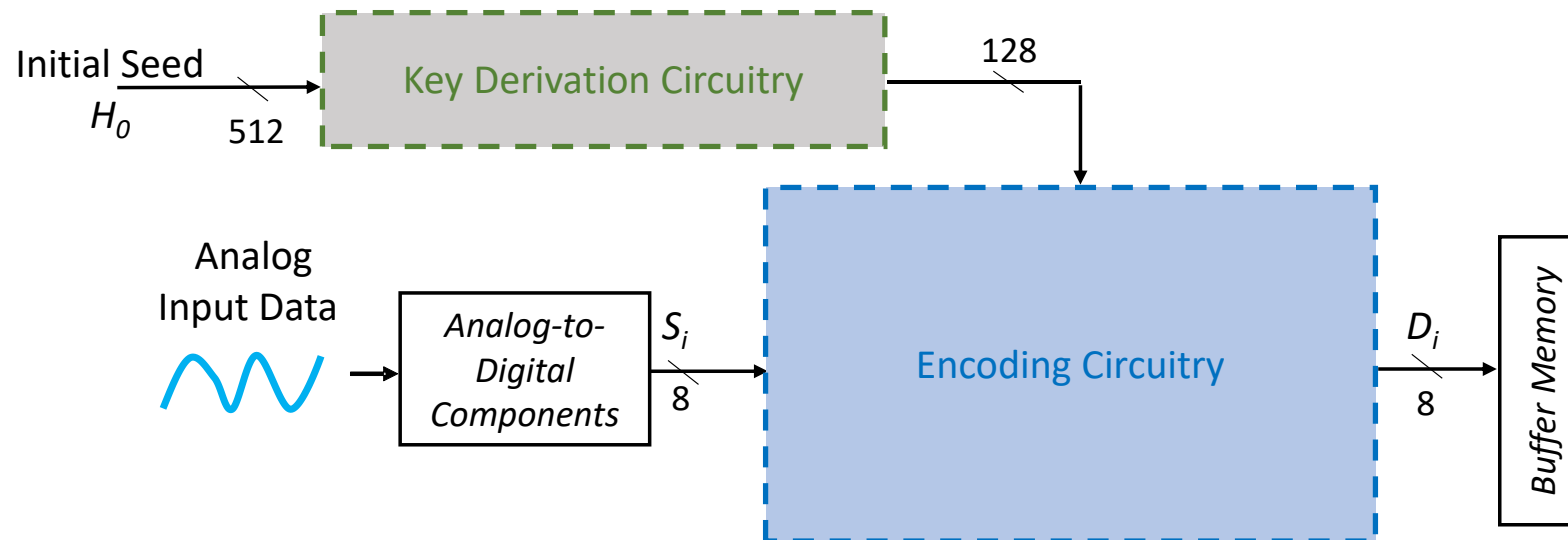 Initial Seed
H0
512
Key Derivation Circuitry
128
Analog
Input Data
Analog-to-
Digital
Components
Si
8
Encoding Circuitry
Di
8
Buffer Memory